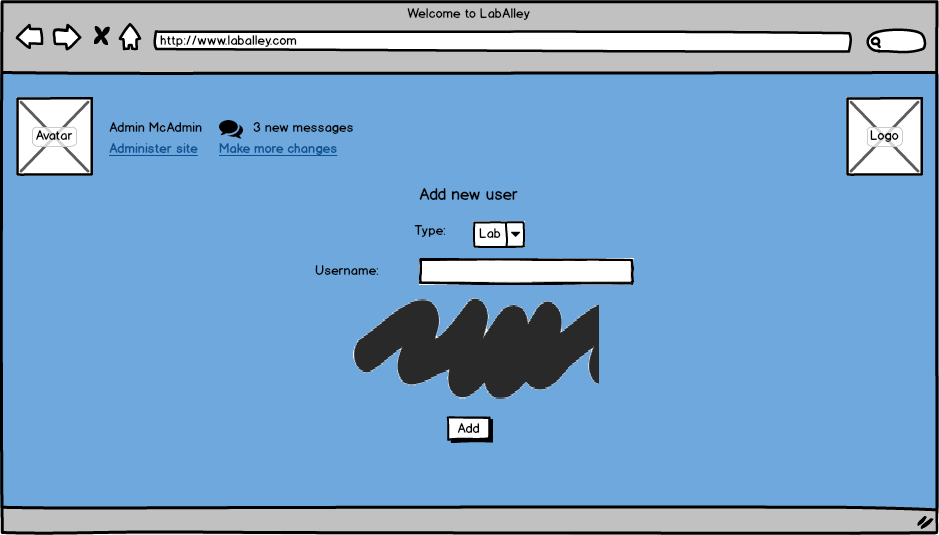 Welcome to LabAlley
http://www.laballey.com
Avatar
Admin McAdmin
3 new messages
Administer site
Make more changes
Logo
Add new user
Type:
Lab
Username:
Add